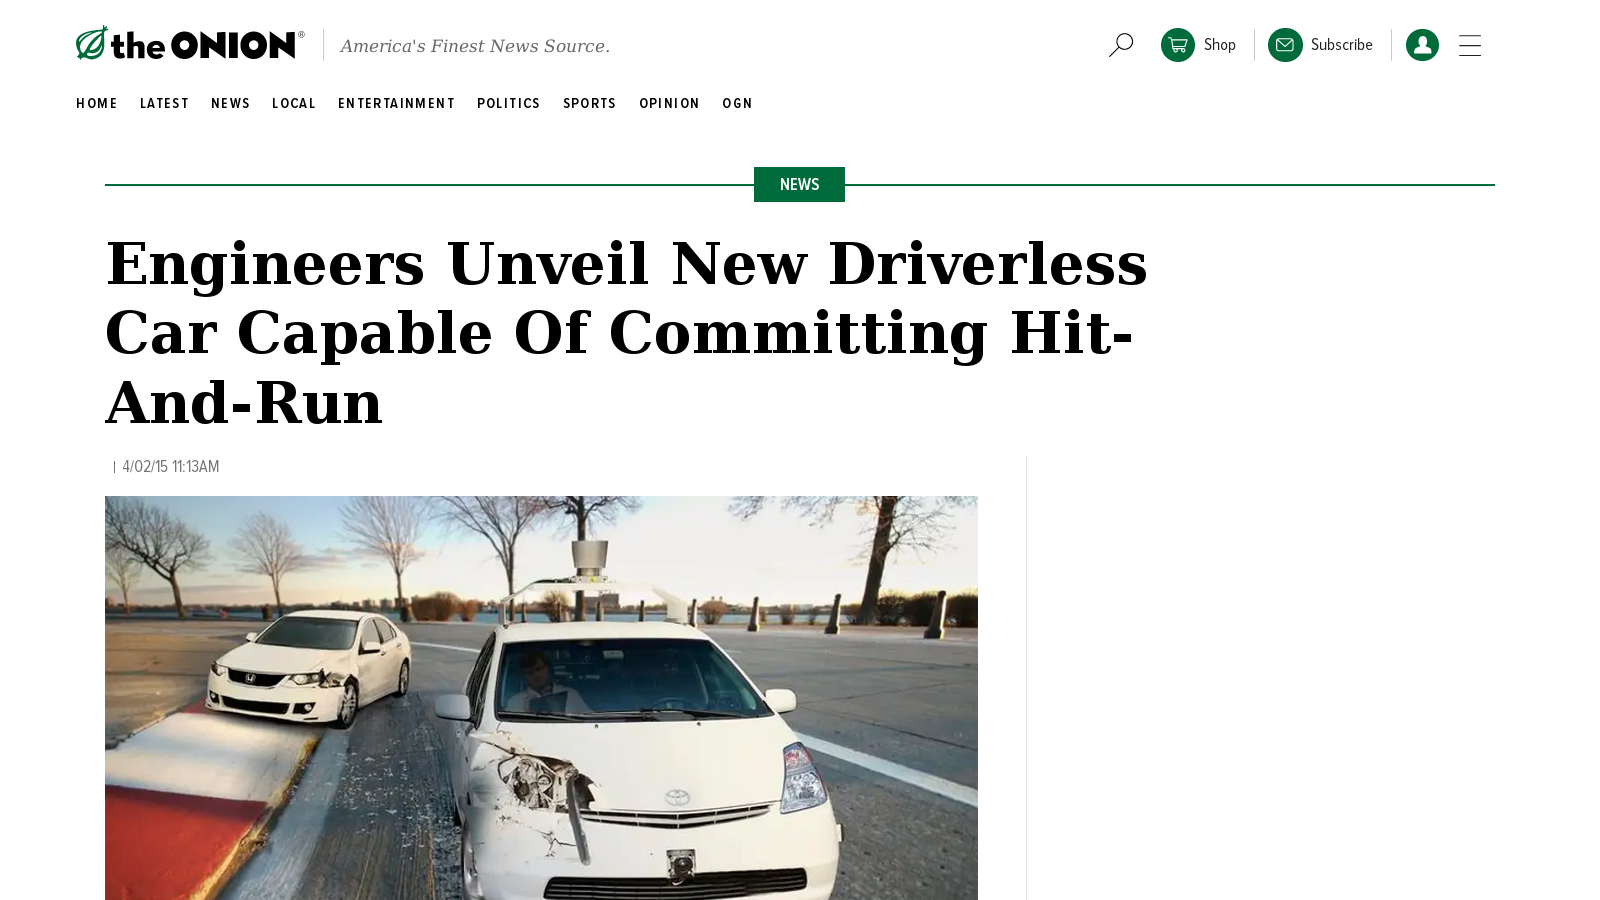 the ONION®
America's Finest News Source.
Shop
Subscribe
HOME LATEST NEWS LOCAL ENTERTAINMENT POLITICS SPORTS OPINION OGN
NEWS
Engineers Unveil New Driverless
Car Capable Of Committing Hit-
And-Run
| 4/02/15 11:13AM